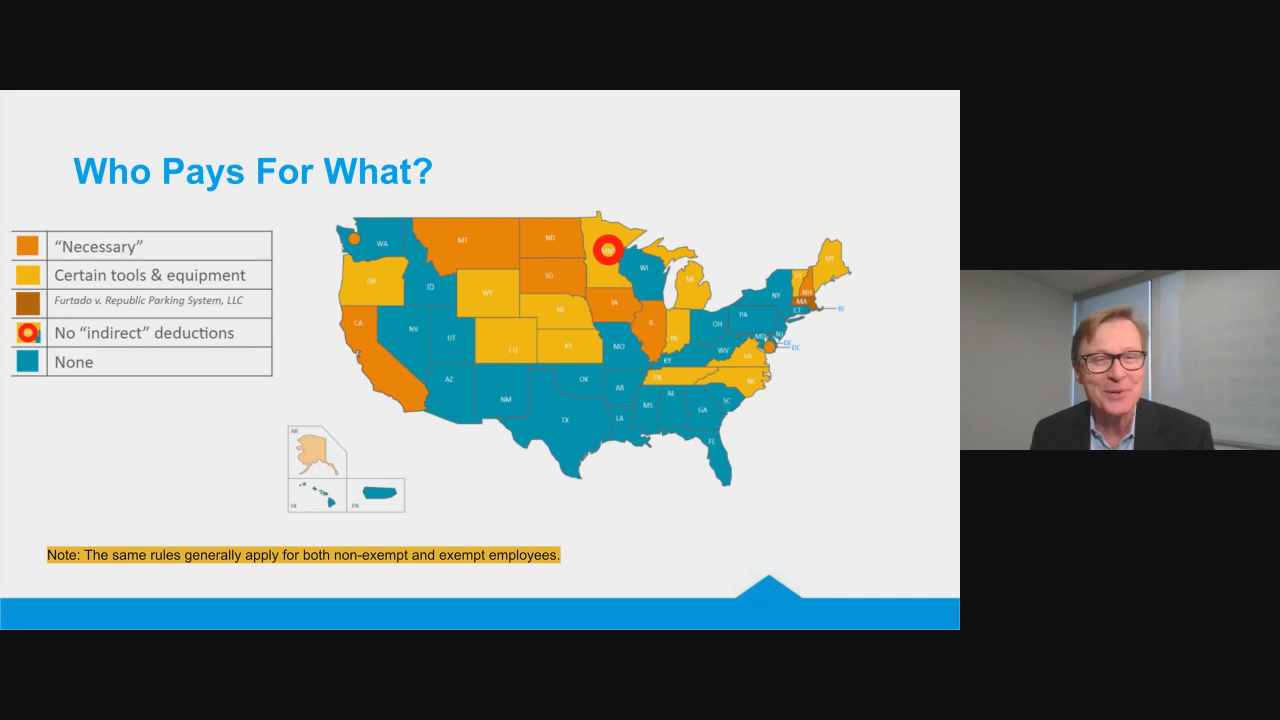 Who Pays For What?
“Necessary”
Certain tools & equipment
Furtado v. Republic Parking System, LLC
No “indirect” deductions
None
WA
MT
ND
OR
ID
SD
WI
WY
MI
ME
VT
NH
MA
NY
CT
RI
CA
NV
UT
CO
NE
KS
IA
IL
IN
OH
PA
NJ
MD
DE
DC
MO
KY
WV
VA
AZ
NM
OK
AR
TN
NC
TX
LA
MS
AL
GA
SC
FL
AK
HI
PR
Note: The same rules generally apply for both non-exempt and exempt employees.